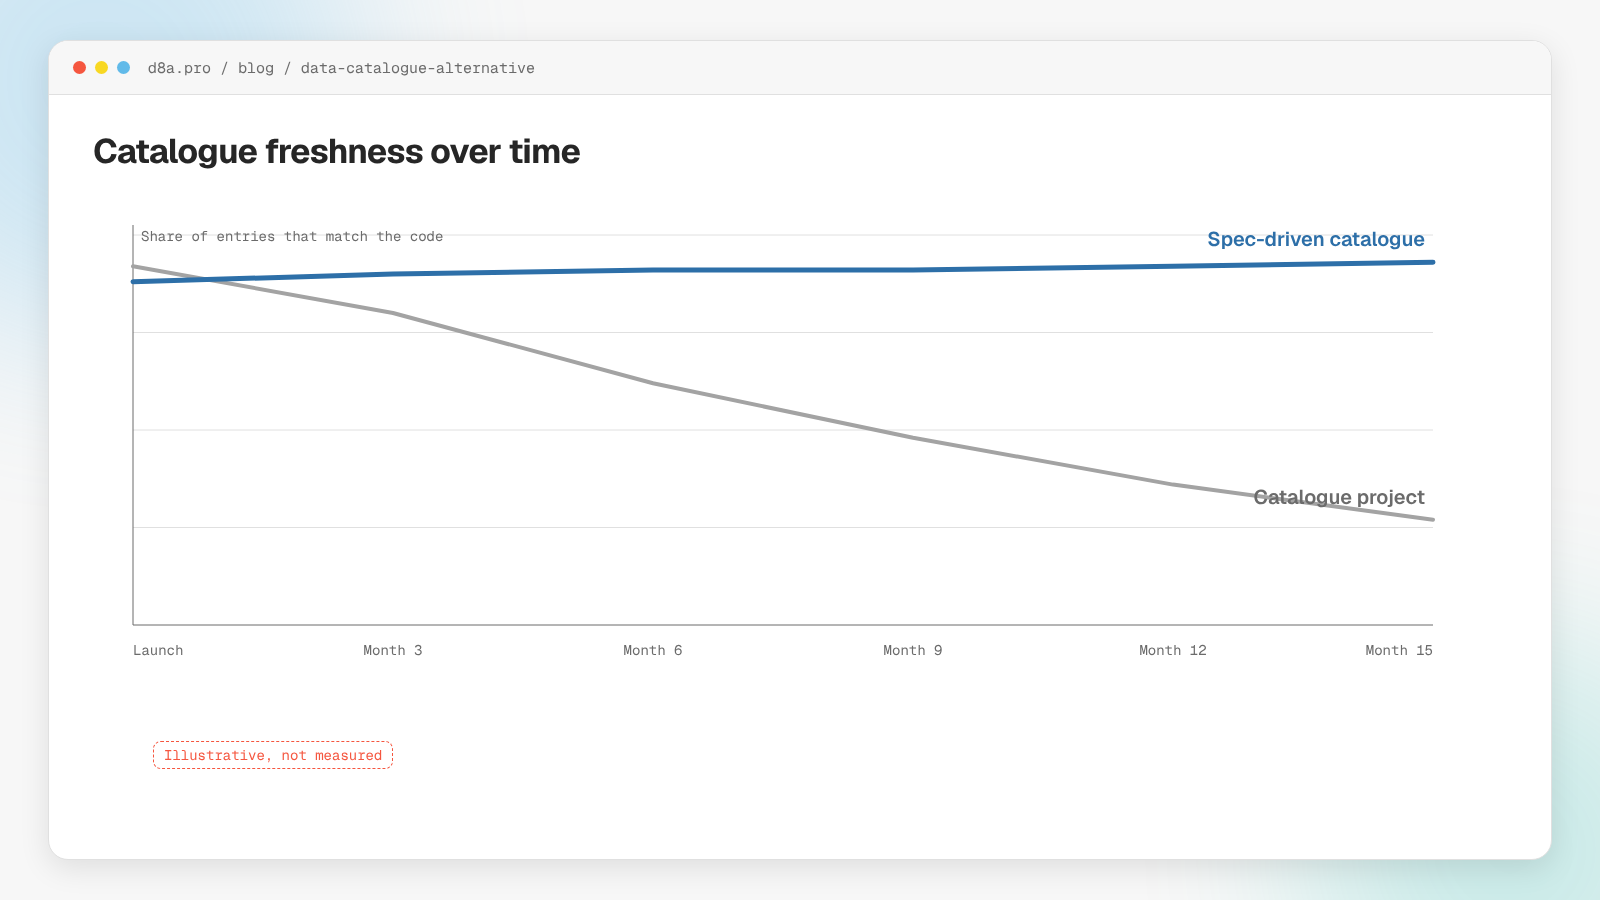 d8a.pro / blog / data-catalogue-alternative
Catalogue freshness over time
Share of entries that match the code
Spec-driven catalogue
Catalogue project
Launch
Month 3
Month 6
Month 9
Month 12
Month 15
Illustrative, not measured